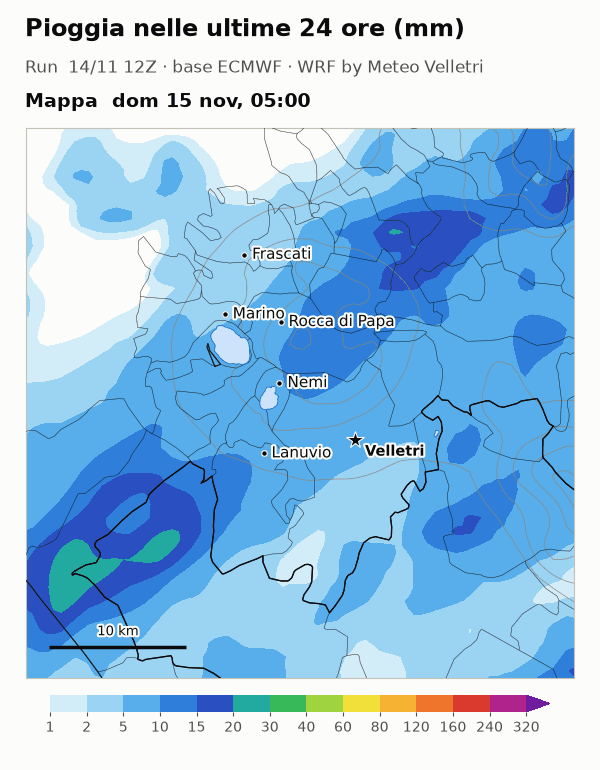 Pioggia nelle ultime 24 ore (mm)
Run 14/11 12Z · base ECMWF · WRF by Meteo Velletri
Mappa dom 15 nov, 05:00
Frascati
Marino
Rocca di Papa
Nemi
Velletri
Lanuvio
10 km
1 2 5 10 15 20 30 40 60 80 120 160 240 320